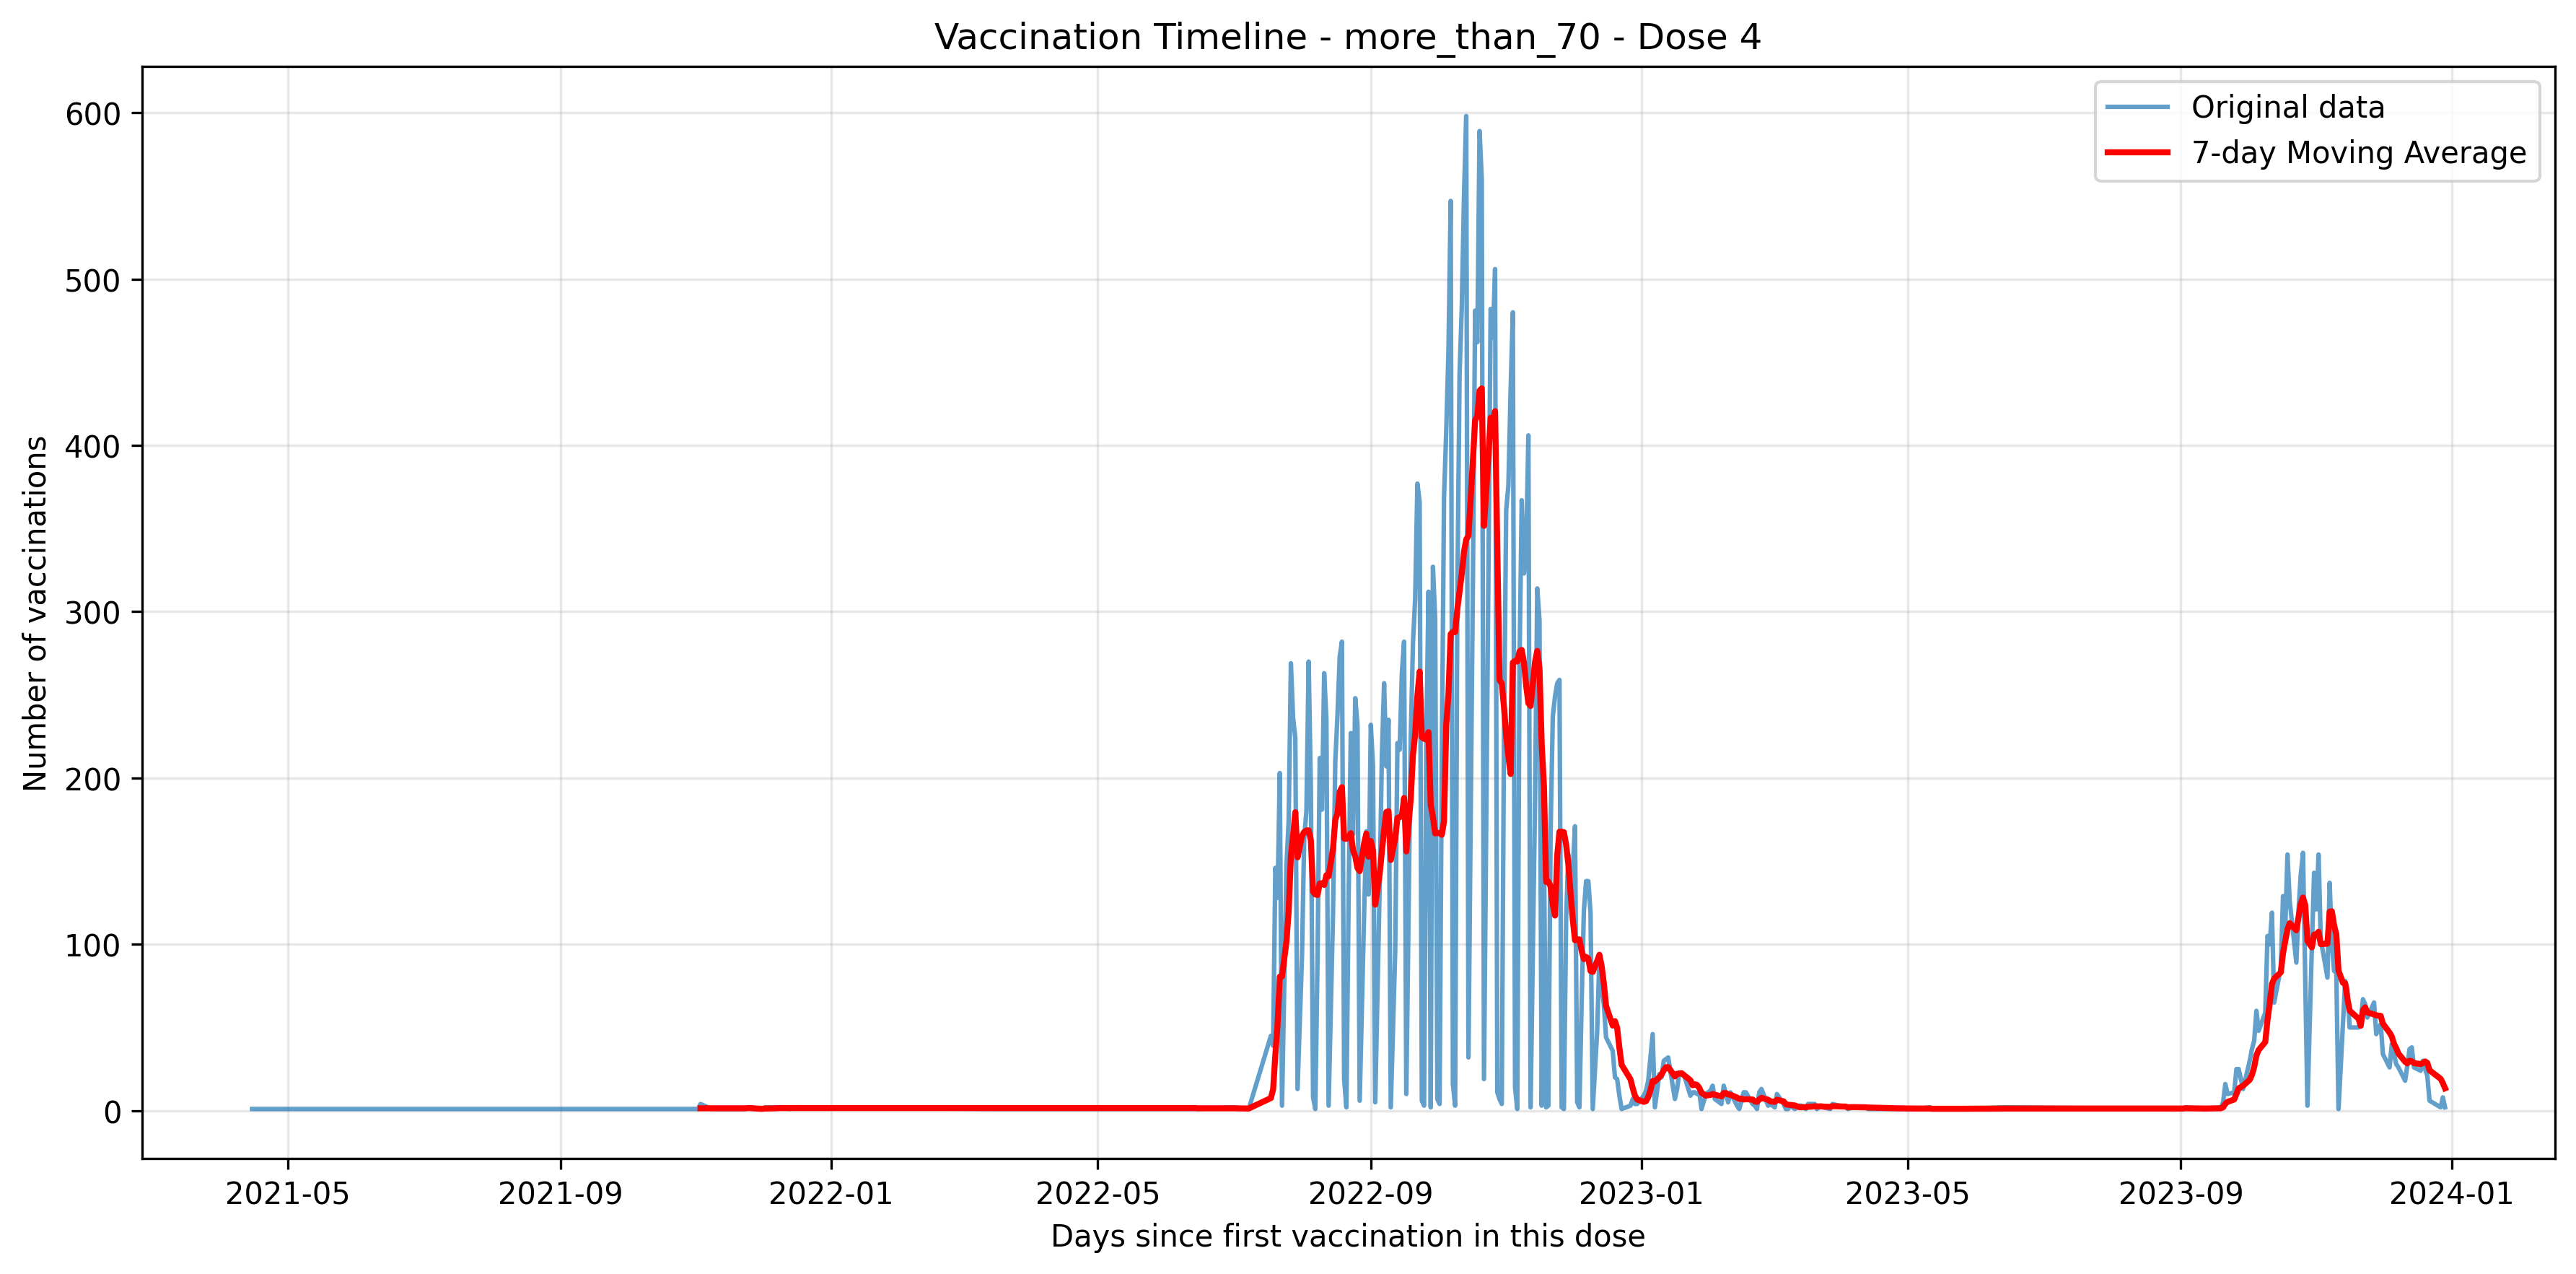 Vaccination Timeline - more_than_70 - Dose 4
Original data
7-day Moving Average
Number of vaccinations
600
500
400
300
200
100
0
2021-05 2021-09 2022-01 2022-05 2022-09 2023-01 2023-05 2023-09 2024-01
Days since first vaccination in this dose